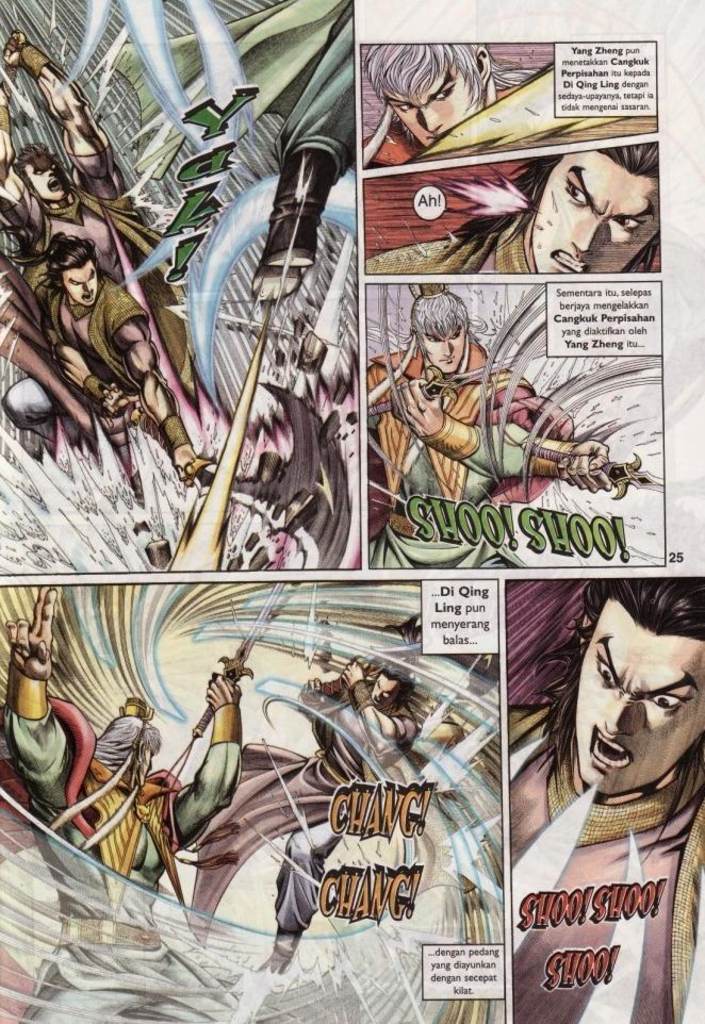 YAZZ!
Yang Zheng pun
menetakkan Cangkuk
Perpisahan itu kepada
Di Qing Ling dengan
sedaya-upayanya, tetapi ia
tidak mengenai sasaran.
Ah!
Sementara itu, selepas
berjaya mengelakkan
Cangkuk Perpisahan
yang diaktifkan oleh
Yang Zheng itu...
SHOO! SHOO!
25
...Di Qing
Ling pun
menyerang
balas...
CHANG!
CHANG!
...dengan pedang
yang diayunkan
dengan secepat
kilat.
SHOO! SHOO!
SHOO!